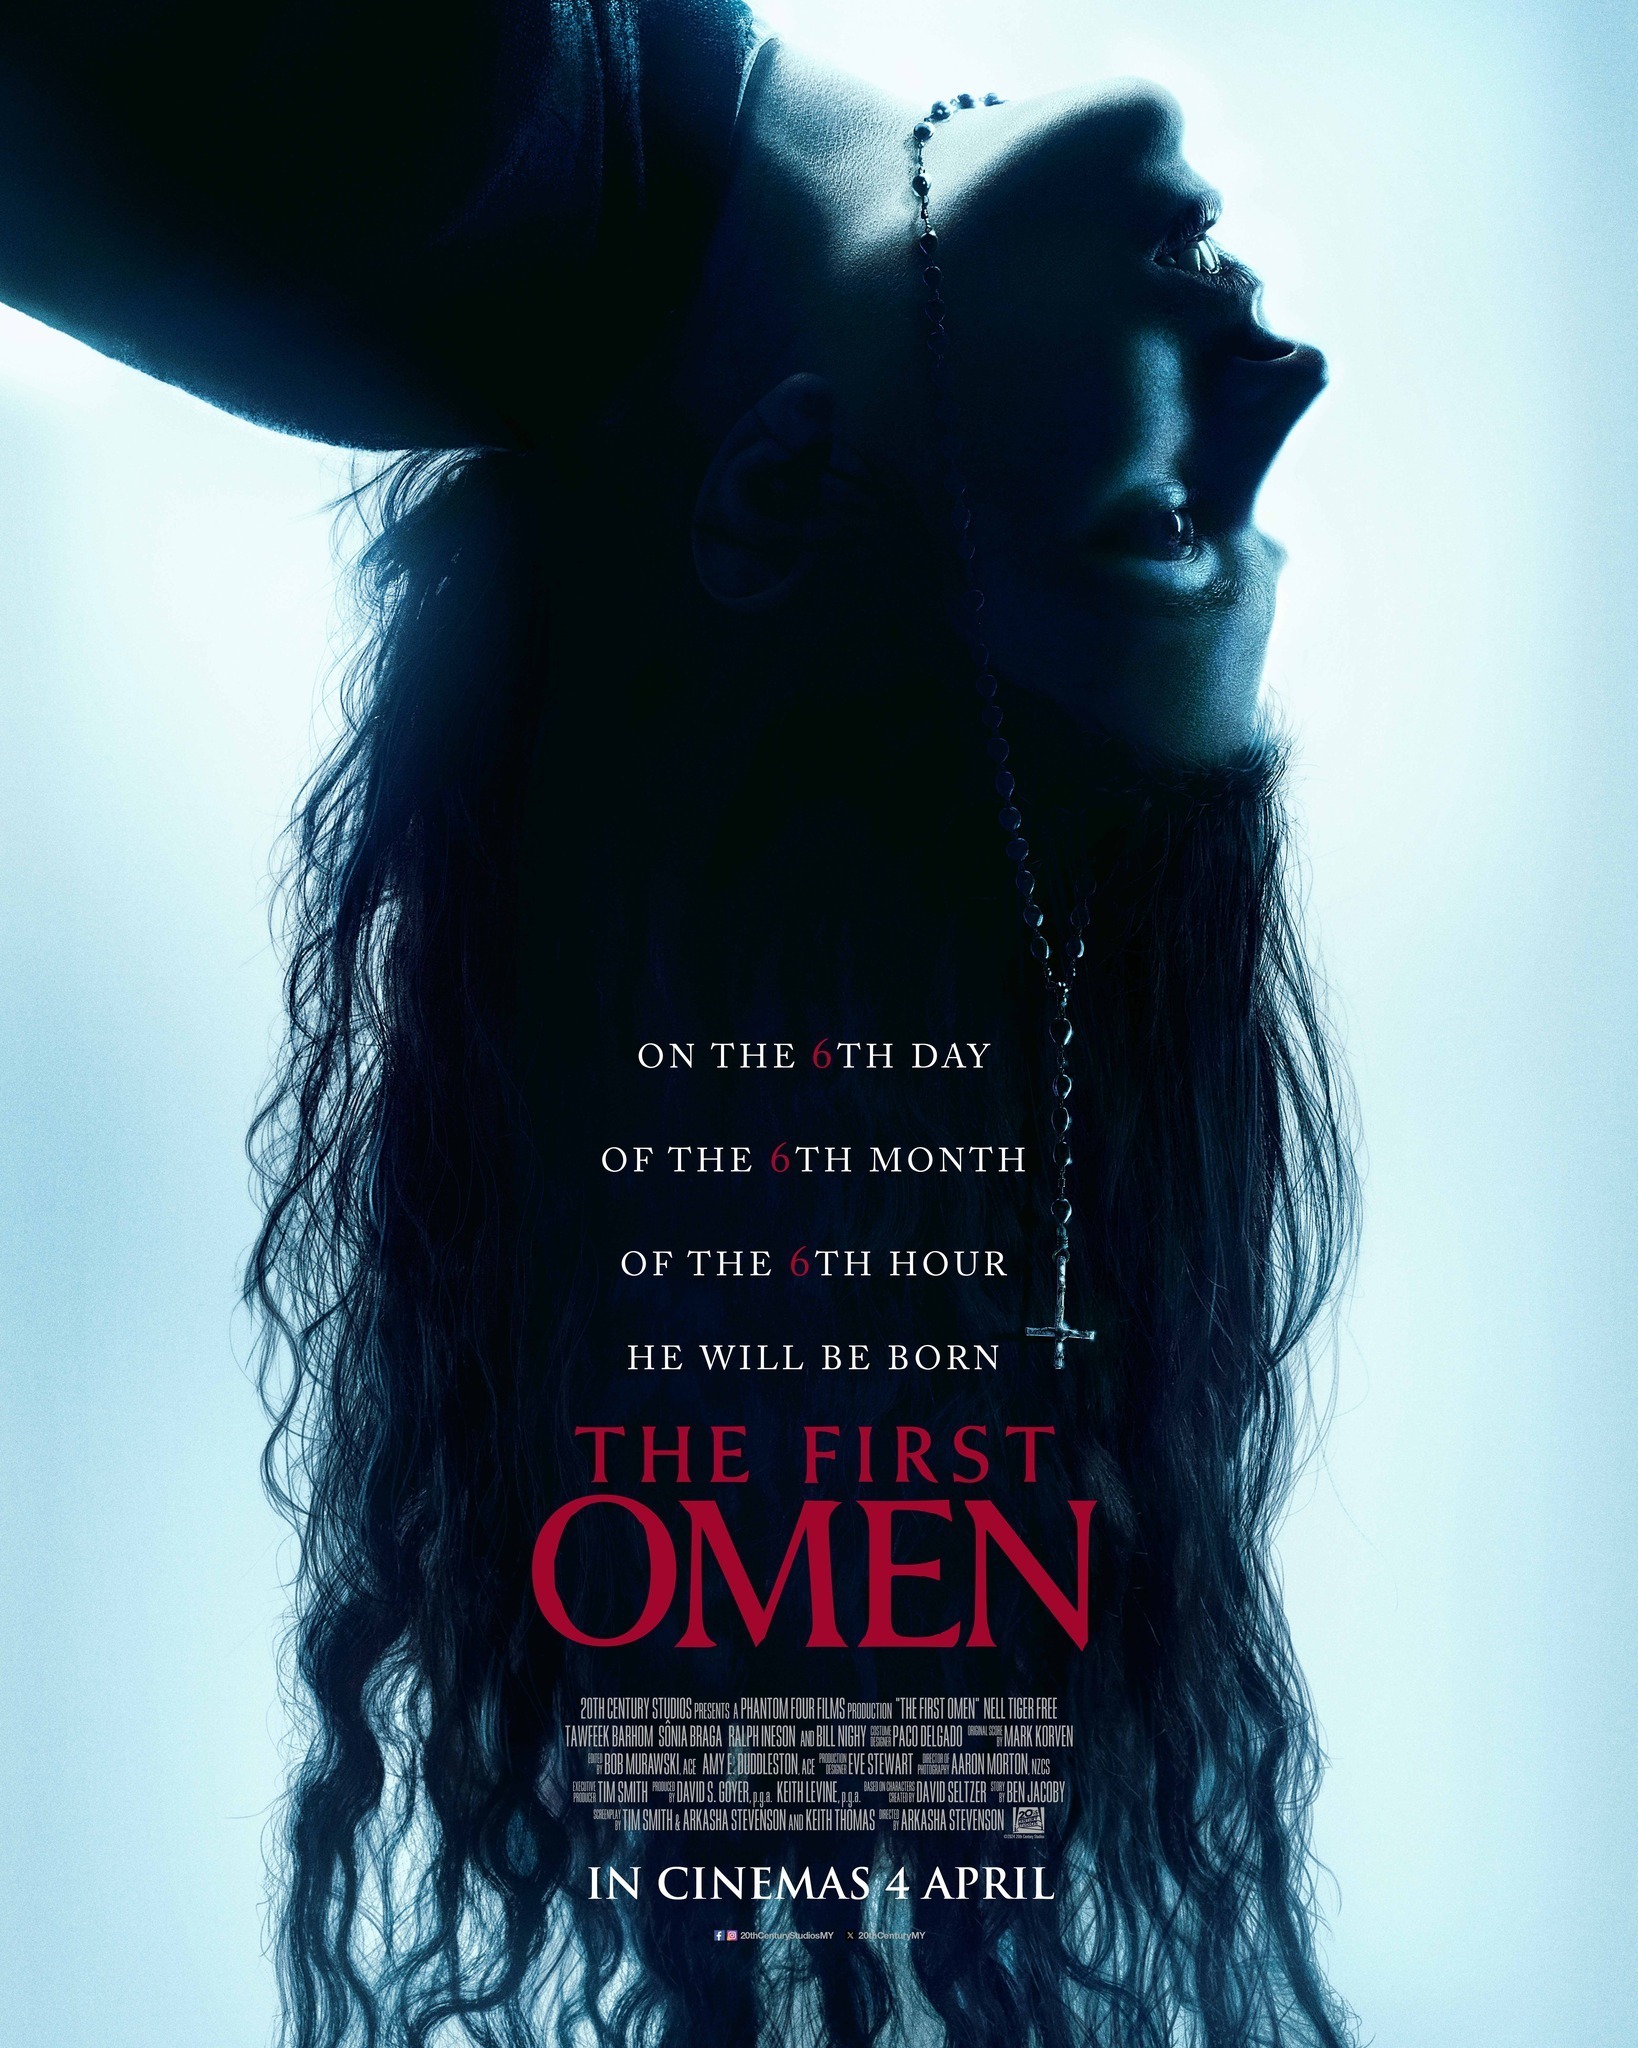 ON THE 6TH DAY
OF THE 6TH MONTH
OF THE 6TH HOUR
HE WILL BE BORN
THE FIRST
OMEN
20TH CENTURY STUDIOS PRESENTS A PHANTOM FOUR FILMS PRODUCTION "THE FIRST OMEN" NELL TIGER FREE
TAWFEEK BARHOM SÔNIA BRAGA RALPH INESON AND BILL NIGHY COSTUME DESIGNER PACO DELGADO ORIGINAL SCORE BY MARK KORVEN
EDITED BY BOB MURAWSKI, ACE AMY E. DUDDLESTON, ACE PRODUCTION DESIGNER EVE STEWART DIRECTOR OF PHOTOGRAPHY AARON MORTON, NZCS
EXECUTIVE PRODUCER TIM SMITH PRODUCED BY DAVID S. GOYER, p.g.a. KEITH LEVINE, p.g.a. BASED ON CHARACTERS CREATED BY DAVID SELTZER STORY BY BEN JACOBY
SCREENPLAY BY TIM SMITH & ARKASHA STEVENSON AND KEITH THOMAS DIRECTED BY ARKASHA STEVENSON
©2024 20th Century Studios
IN CINEMAS 4 APRIL
20thCenturyStudiosMY 20thCenturyMY